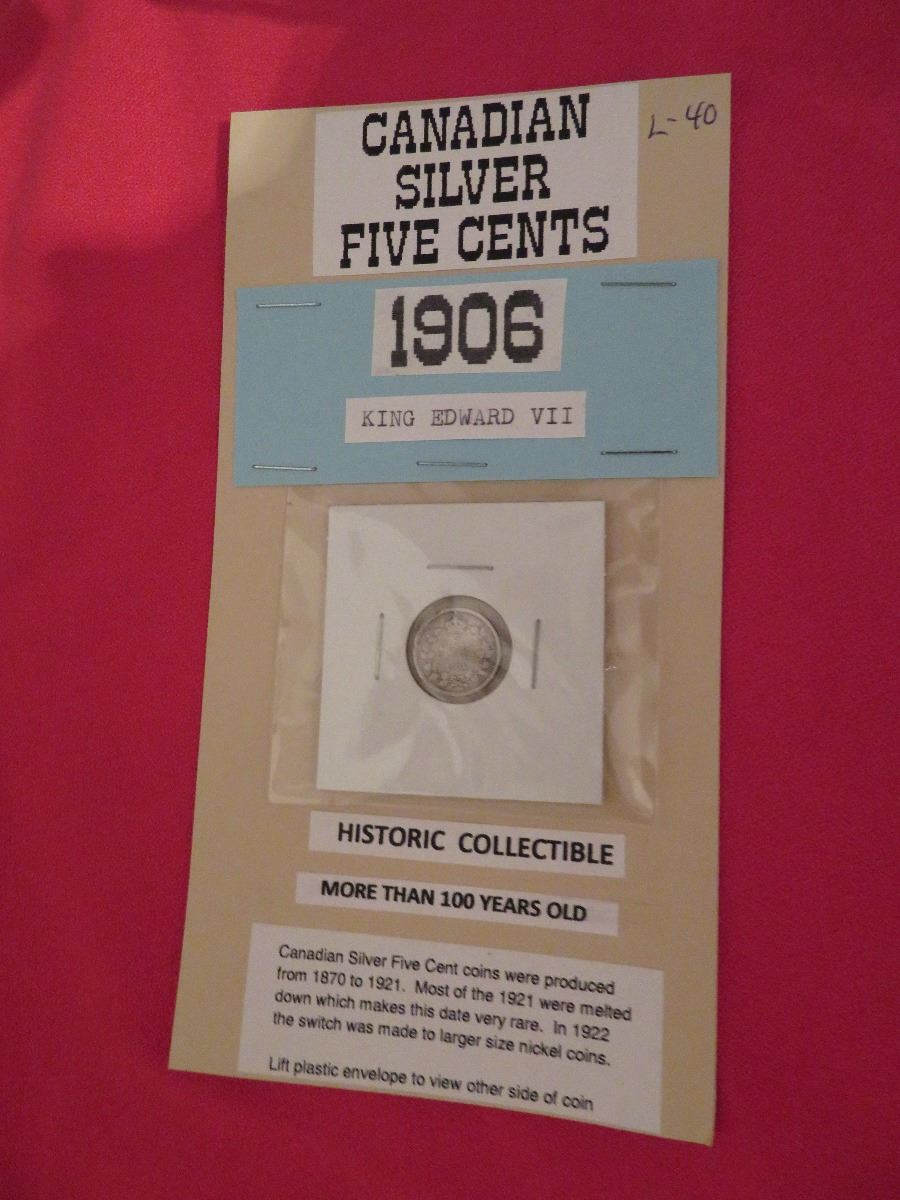 CANADIAN
SILVER
FIVE CENTS
L-40
1906
KING EDWARD VII
HISTORIC COLLECTIBLE
MORE THAN 100 YEARS OLD
Canadian Silver Five Cent coins were produced
from 1870 to 1921. Most of the 1921 were melted
down which makes this date very rare. In 1922
the switch was made to larger size nickel coins.
Lift plastic envelope to view other side of coin